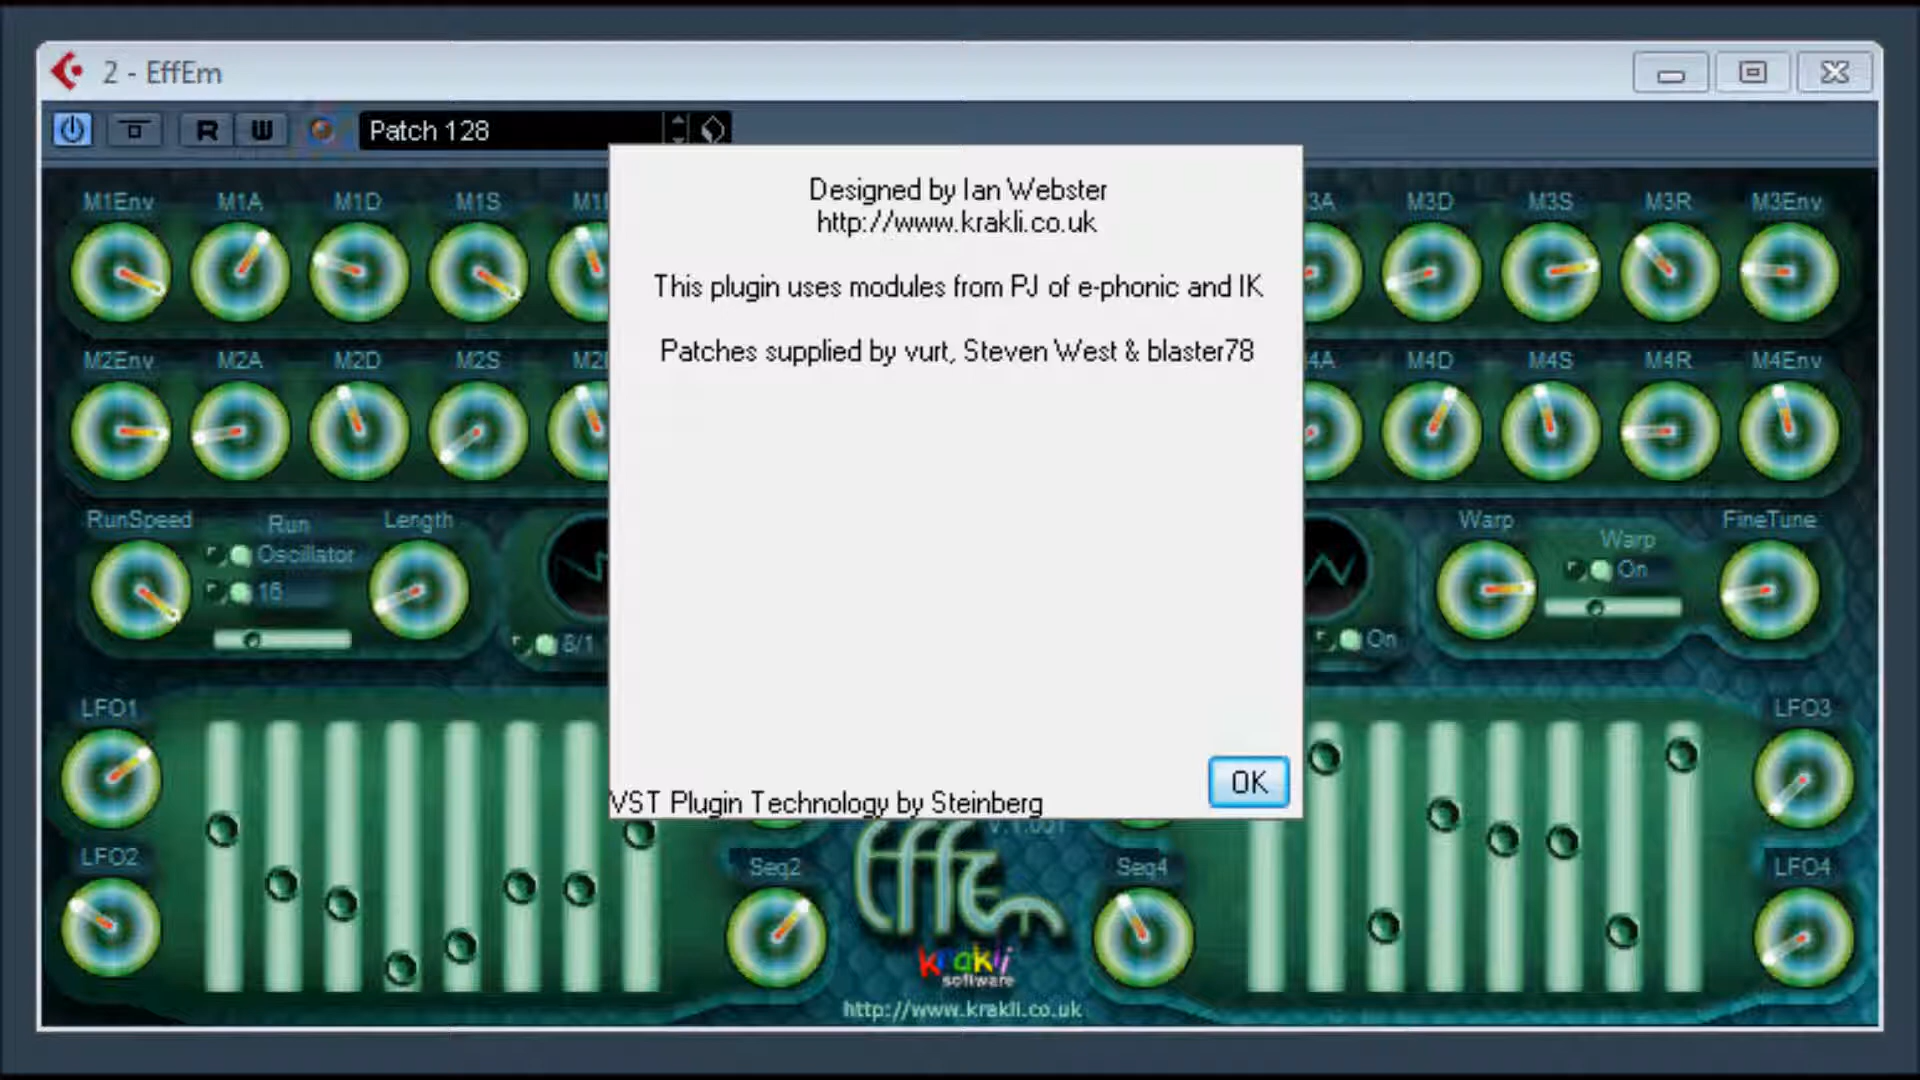 2 - EffEm
R W Patch 128
Designed by Ian Webster
http://www.krakli.co.uk
This plugin uses modules from PJ of e-phonic and IK
Patches supplied by vurt, Steven West & blaster78
OK
VST Plugin Technology by Steinberg
M1Env M1A M1D M1S M3D M3S M3R M3Env
M2Env M2A M2D M2S M4D M4S M4R M4Env
RunSpeed Run Length Warp Warp FineTune
Oscillator On
16
8/1 On
LFO1 LFO3
LFO2 Seq2 Seq4 LFO4
EffEm
krakli
software
http://www.krakli.co.uk